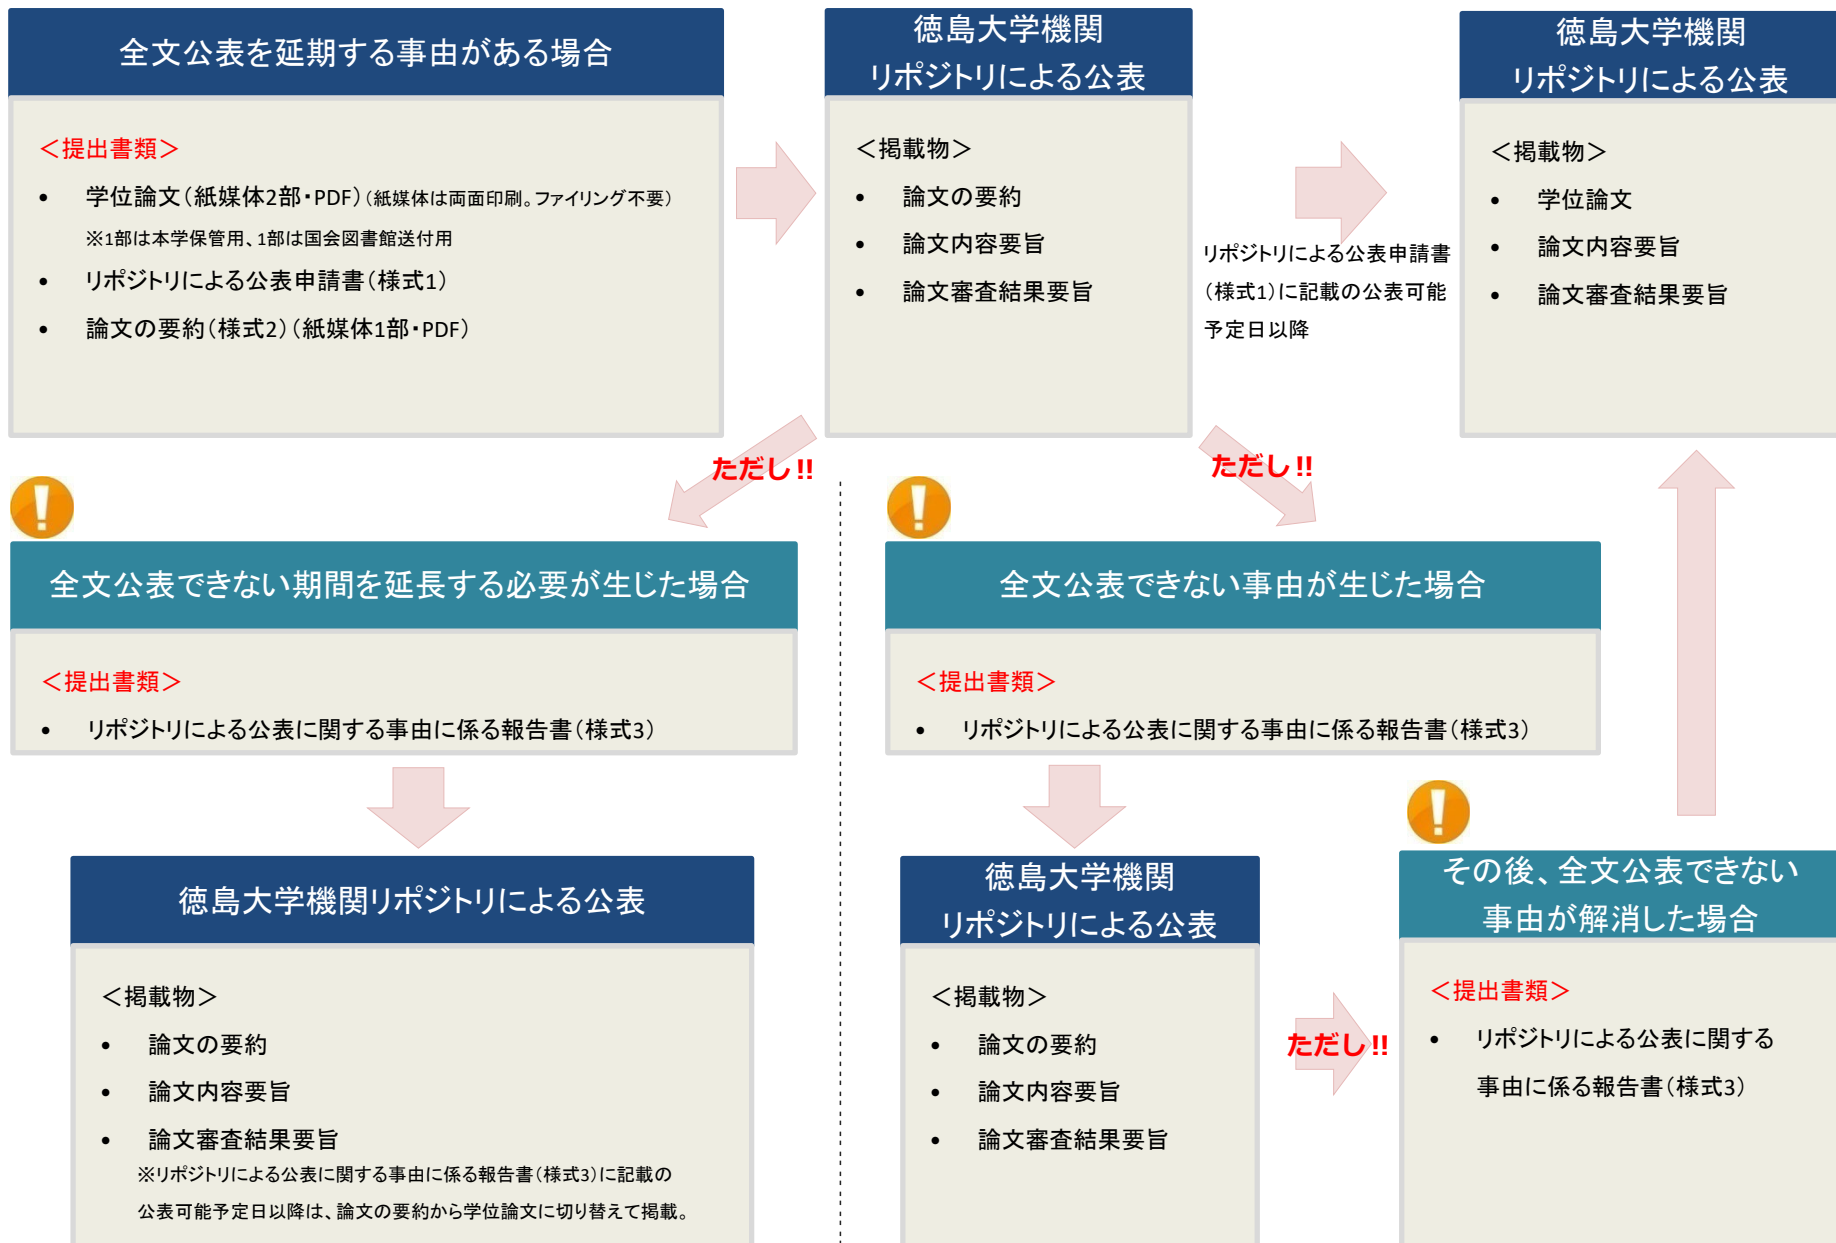 全文公表を延期する事由がある場合
＜提出書類＞
• 学位論文（紙媒体2部・PDF）（紙媒体は両面印刷。ファイリング不要）
※1部は本学保管用、1部は国会図書館送付用
• リポジトリによる公表申請書（様式1）
• 論文の要約（様式2）（紙媒体1部・PDF）
徳島大学機関
リポジトリによる公表
＜掲載物＞
• 論文の要約
• 論文内容要旨
• 論文審査結果要旨
リポジトリによる公表申請書
（様式1）に記載の公表可能
予定日以降
徳島大学機関
リポジトリによる公表
＜掲載物＞
• 学位論文
• 論文内容要旨
• 論文審査結果要旨
ただし!!
ただし!!
全文公表できない期間を延長する必要が生じた場合
＜提出書類＞
• リポジトリによる公表に関する事由に係る報告書（様式3）
徳島大学機関リポジトリによる公表
＜掲載物＞
• 論文の要約
• 論文内容要旨
• 論文審査結果要旨
※リポジトリによる公表に関する事由に係る報告書（様式3）に記載の
公表可能予定日以降は、論文の要約から学位論文に切り替えて掲載。
全文公表できない事由が生じた場合
＜提出書類＞
• リポジトリによる公表に関する事由に係る報告書（様式3）
徳島大学機関
リポジトリによる公表
＜掲載物＞
• 論文の要約
• 論文内容要旨
• 論文審査結果要旨
ただし!!
その後、全文公表できない
事由が解消した場合
＜提出書類＞
• リポジトリによる公表に関する
事由に係る報告書（様式3）